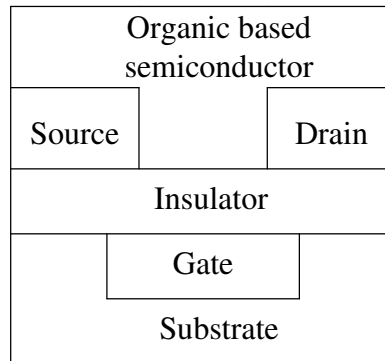 Organic based
semiconductor
Source
Drain
Insulator
Gate
Substrate